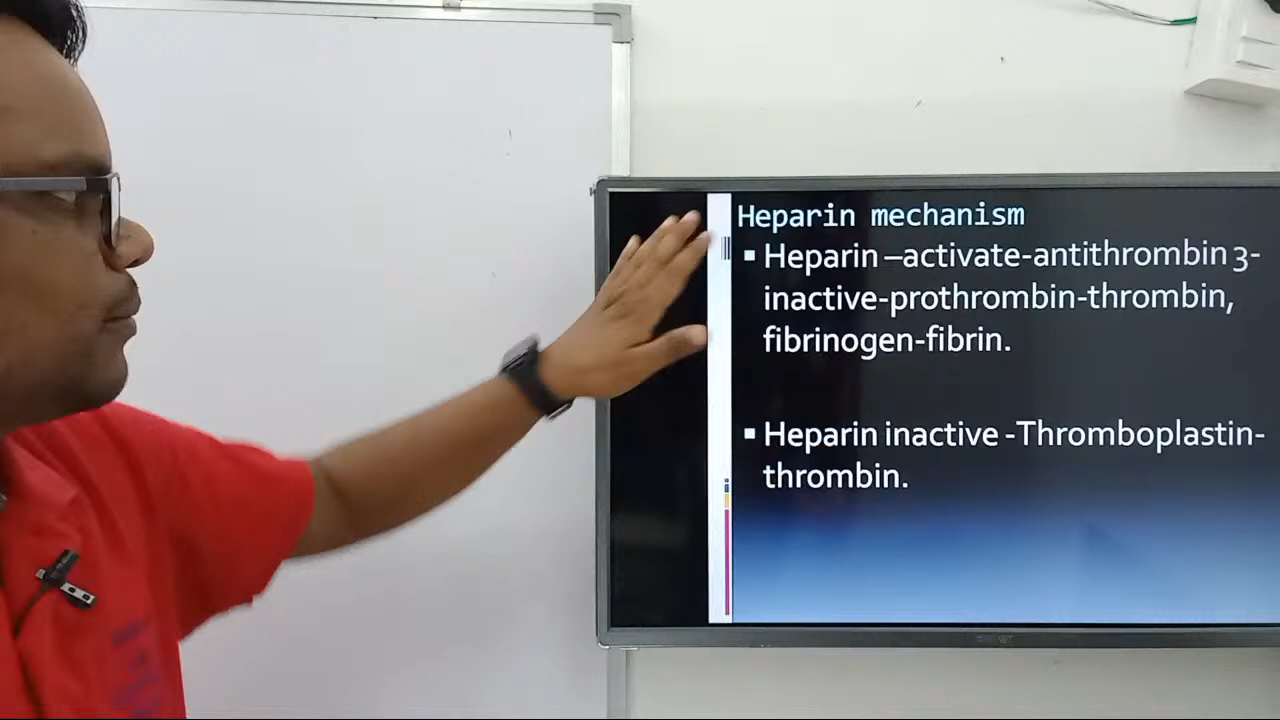 Heparin mechanism
▪ Heparin –activate-antithrombin 3-
inactive-prothrombin-thrombin,
fibrinogen-fibrin.
▪ Heparin inactive -Thromboplastin-
thrombin.